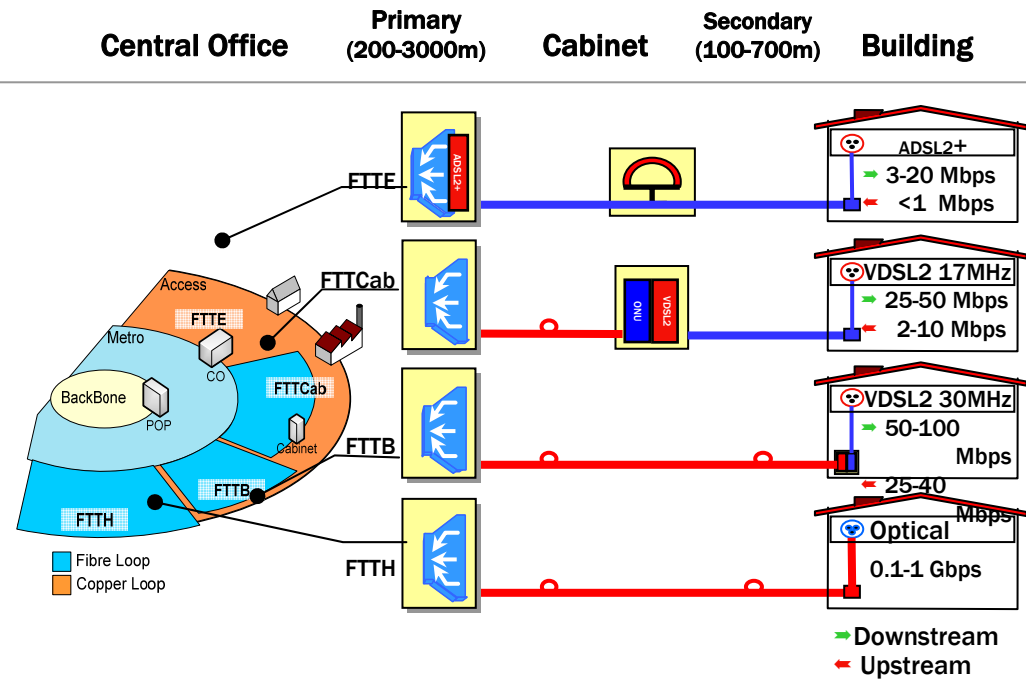 Central Office
Primary
(200-3000m)
Cabinet
Secondary
(100-700m)
Building
FTTE
ADSL2+
ADSL2+
3-20 Mbps
<1 Mbps
FTTCab
ONU
VDSL2
VDSL2 17MHz
25-50 Mbps
2-10 Mbps
Access
FTTE
Metro
CO
FTTCab
BackBone
POP
Cabinet
FTTB
FTTH
Fibre Loop
Copper Loop
FTTB
VDSL2 30MHz
50-100
Mbps
25-40
Mbps
FTTH
Optical
0.1-1 Gbps
Downstream
Upstream